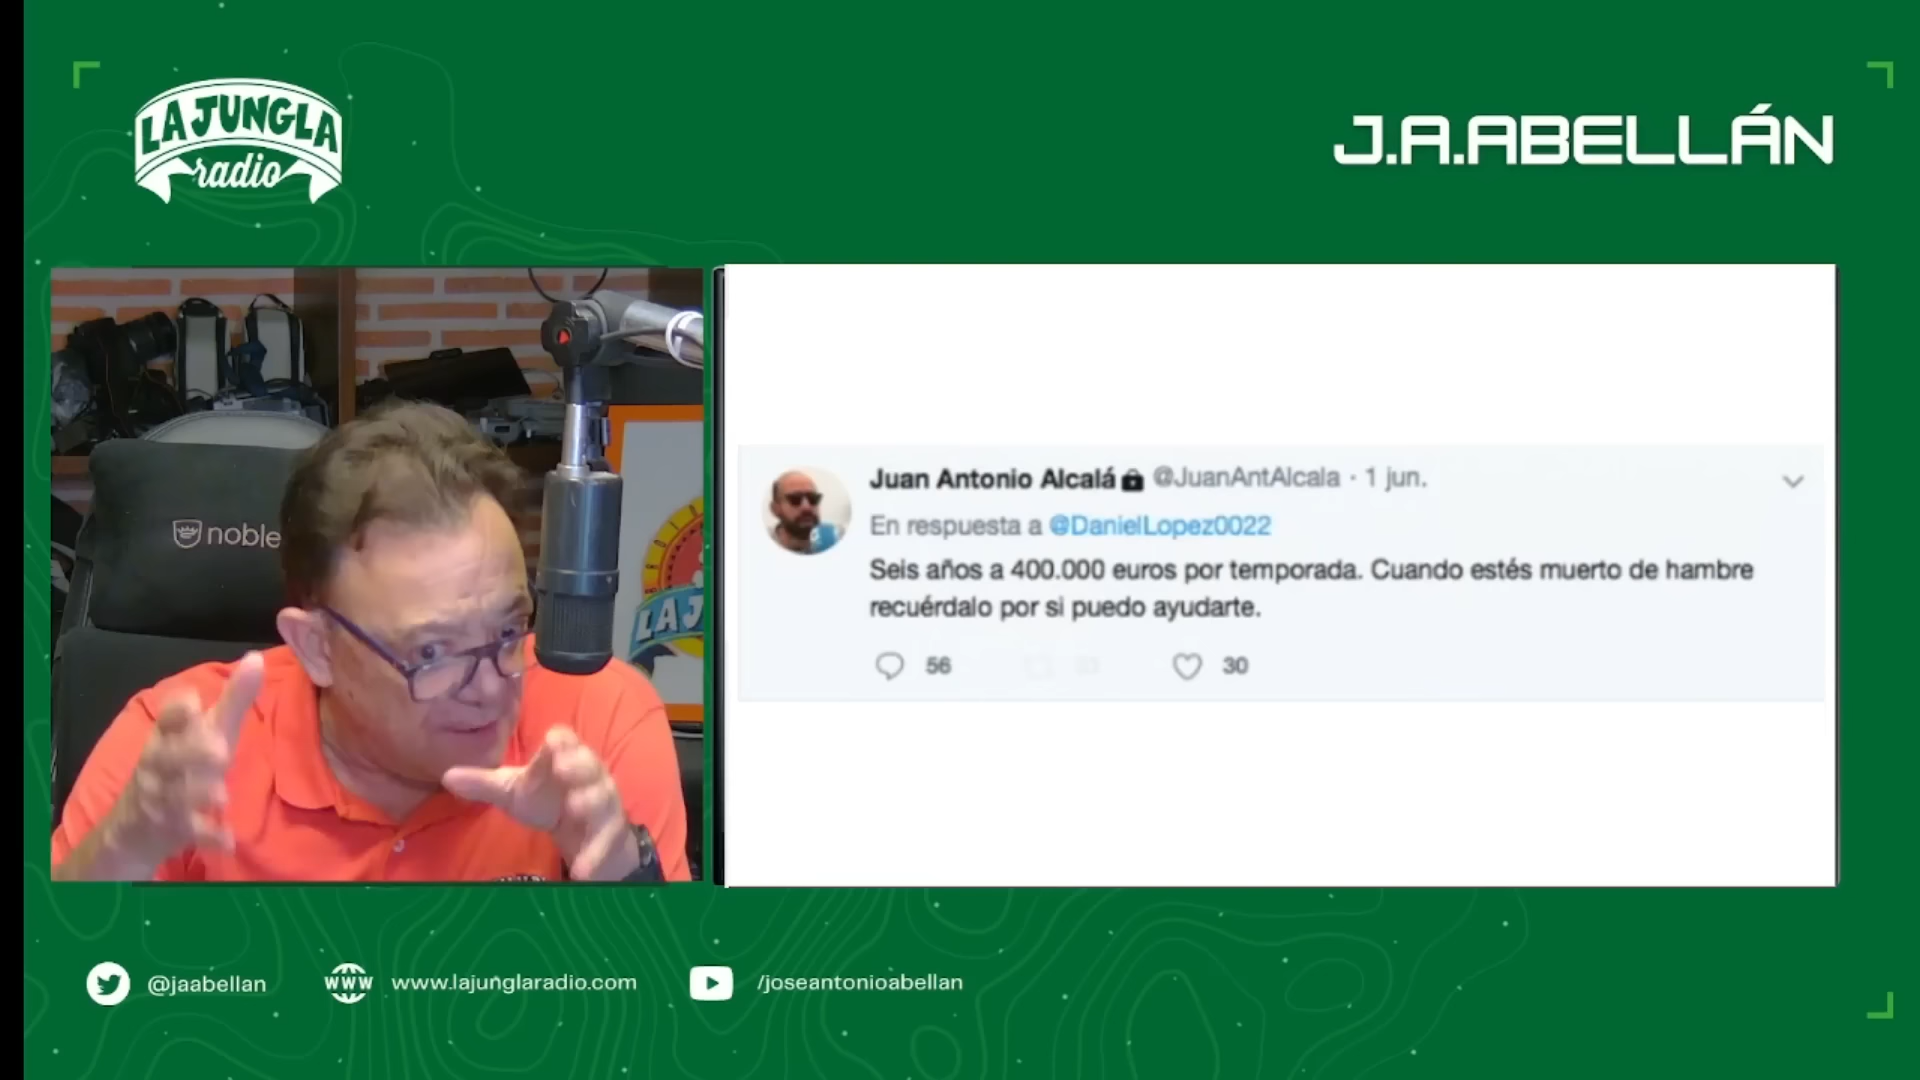 LA JUNGLA
radio
J.A.ABELLÁN
noble
LA J
Juan Antonio Alcalá @JuanAntAlcala · 1 jun.
En respuesta a @DanielLopez0022
Seis años a 400.000 euros por temporada. Cuando estés muerto de hambre
recuérdalo por si puedo ayudarte.
56 30
@jaabellan
www
www.lajunglaradio.com
/joseantonioabellan